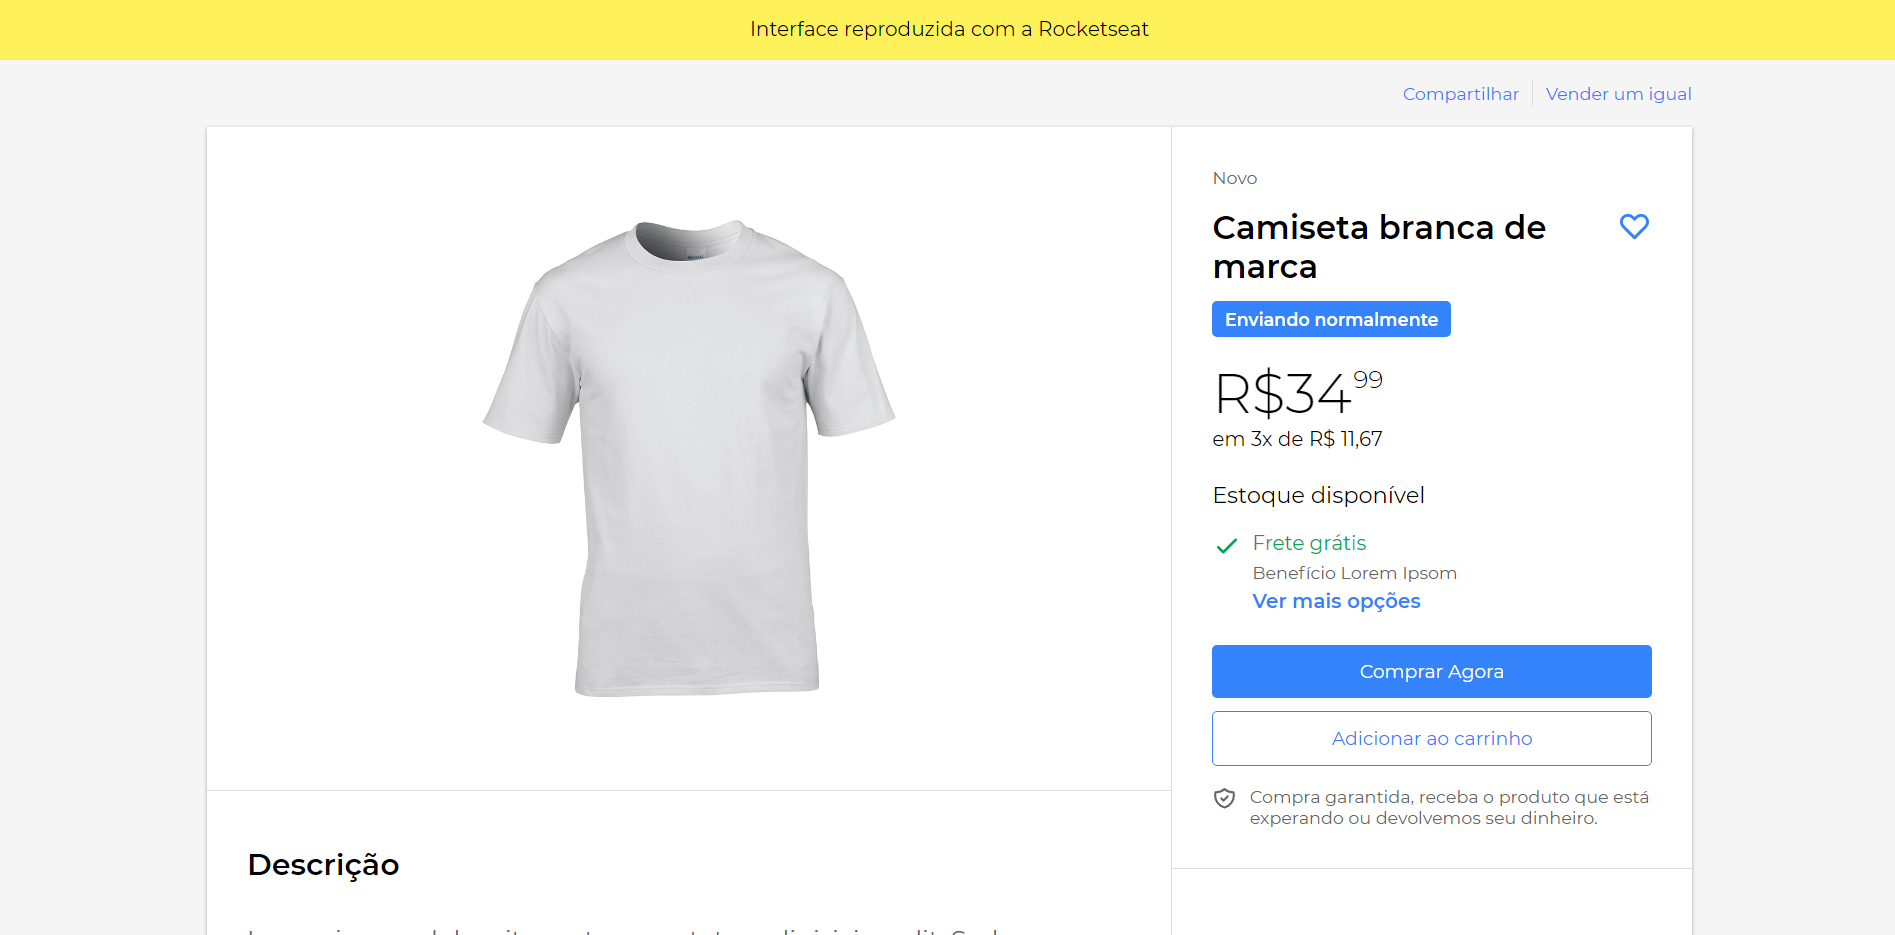 Interface reproduzida com a Rocketseat
Compartilhar
Vender um igual
Novo
Camiseta branca de
marca
Enviando normalmente
R$34 99
em 3x de R$ 11,67
Estoque disponível
Frete grátis
Benefício Lorem Ipsom
Ver mais opções
Comprar Agora
Adicionar ao carrinho
Compra garantida, receba o produto que está
experando ou devolvemos seu dinheiro.
Descrição